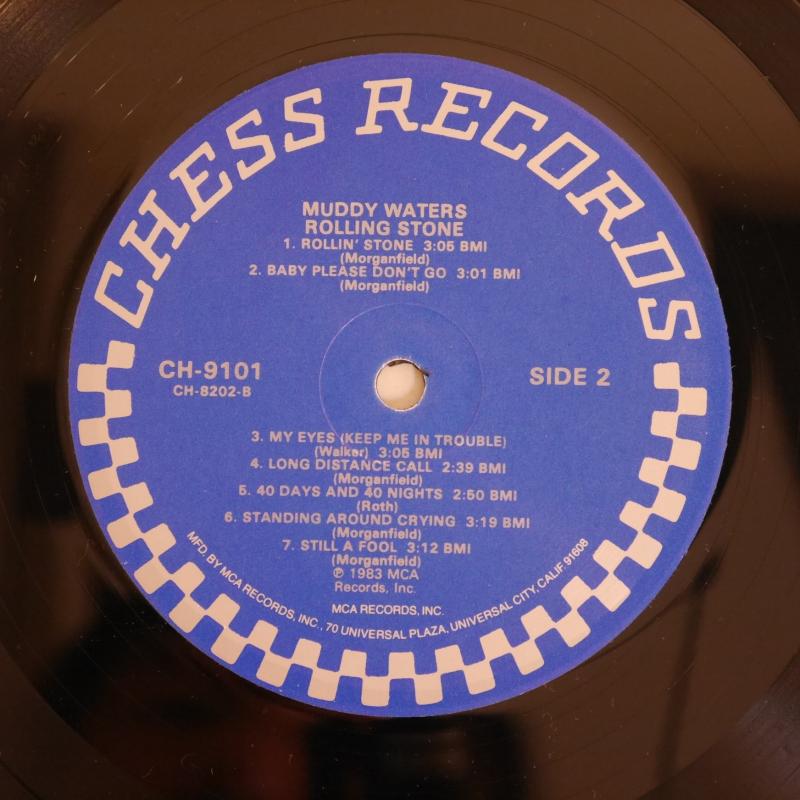 CHESS RECORDS
MUDDY WATERS
ROLLING STONE
1. ROLLIN' STONE 3:05 BMI
(Morganfield)
2. BABY PLEASE DON'T GO 3:01 BMI
(Morganfield)
CH-9101
CH-8202-B
SIDE 2
3. MY EYES (KEEP ME IN TROUBLE)
(Walker) 3:05 BMI
4. LONG DISTANCE CALL 2:39 BMI
(Morganfield)
5. 40 DAYS AND 40 NIGHTS 2:50 BMI
(Roth)
6. STANDING AROUND CRYING 3:19 BMI
(Morganfield)
7. STILL A FOOL 3:12 BMI
(Morganfield)
℗ 1983 MCA
Records, Inc.
MCA RECORDS, INC.
MFD. BY MCA RECORDS, INC., 70 UNIVERSAL PLAZA, UNIVERSAL CITY, CALIF. 91608